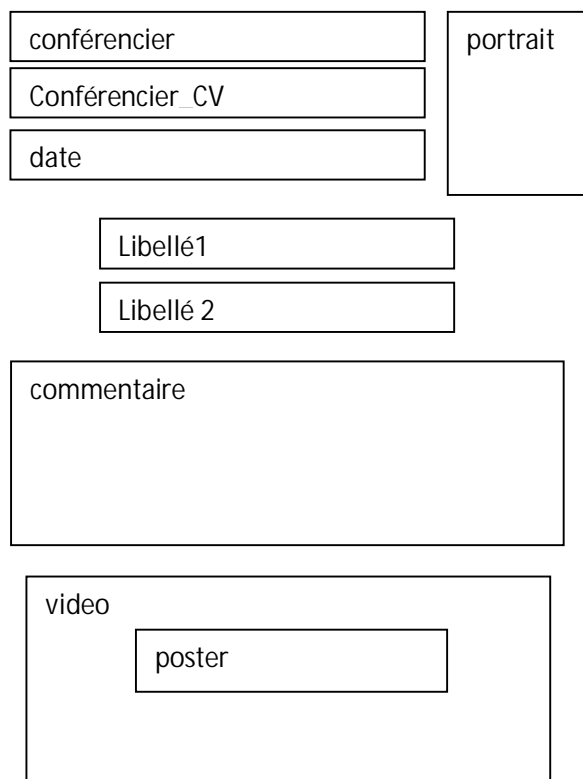 conférencier
portrait
Conférencier_CV
date
Libellé1
Libellé 2
commentaire
video
poster